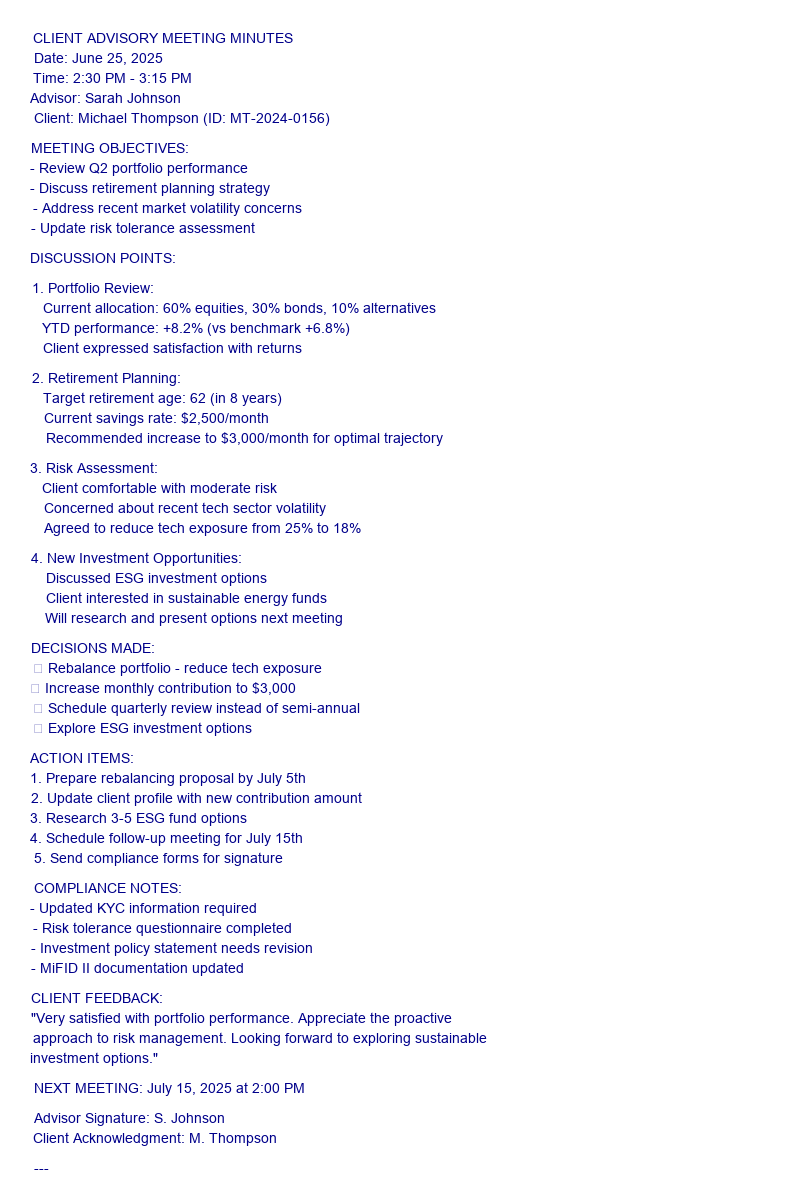 CLIENT ADVISORY MEETING MINUTES
Date: June 25, 2025
Time: 2:30 PM - 3:15 PM
Advisor: Sarah Johnson
Client: Michael Thompson (ID: MT-2024-0156)
MEETING OBJECTIVES:
- Review Q2 portfolio performance
- Discuss retirement planning strategy
- Address recent market volatility concerns
- Update risk tolerance assessment
DISCUSSION POINTS:
1. Portfolio Review:
Current allocation: 60% equities, 30% bonds, 10% alternatives
YTD performance: +8.2% (vs benchmark +6.8%)
Client expressed satisfaction with returns
2. Retirement Planning:
Target retirement age: 62 (in 8 years)
Current savings rate: $2,500/month
Recommended increase to $3,000/month for optimal trajectory
3. Risk Assessment:
Client comfortable with moderate risk
Concerned about recent tech sector volatility
Agreed to reduce tech exposure from 25% to 18%
4. New Investment Opportunities:
Discussed ESG investment options
Client interested in sustainable energy funds
Will research and present options next meeting
DECISIONS MADE:
□ Rebalance portfolio - reduce tech exposure
□ Increase monthly contribution to $3,000
□ Schedule quarterly review instead of semi-annual
□ Explore ESG investment options
ACTION ITEMS:
1. Prepare rebalancing proposal by July 5th
2. Update client profile with new contribution amount
3. Research 3-5 ESG fund options
4. Schedule follow-up meeting for July 15th
5. Send compliance forms for signature
COMPLIANCE NOTES:
- Updated KYC information required
- Risk tolerance questionnaire completed
- Investment policy statement needs revision
- MiFID II documentation updated
CLIENT FEEDBACK:
"Very satisfied with portfolio performance. Appreciate the proactive
approach to risk management. Looking forward to exploring sustainable
investment options."
NEXT MEETING: July 15, 2025 at 2:00 PM
Advisor Signature: S. Johnson
Client Acknowledgment: M. Thompson
---